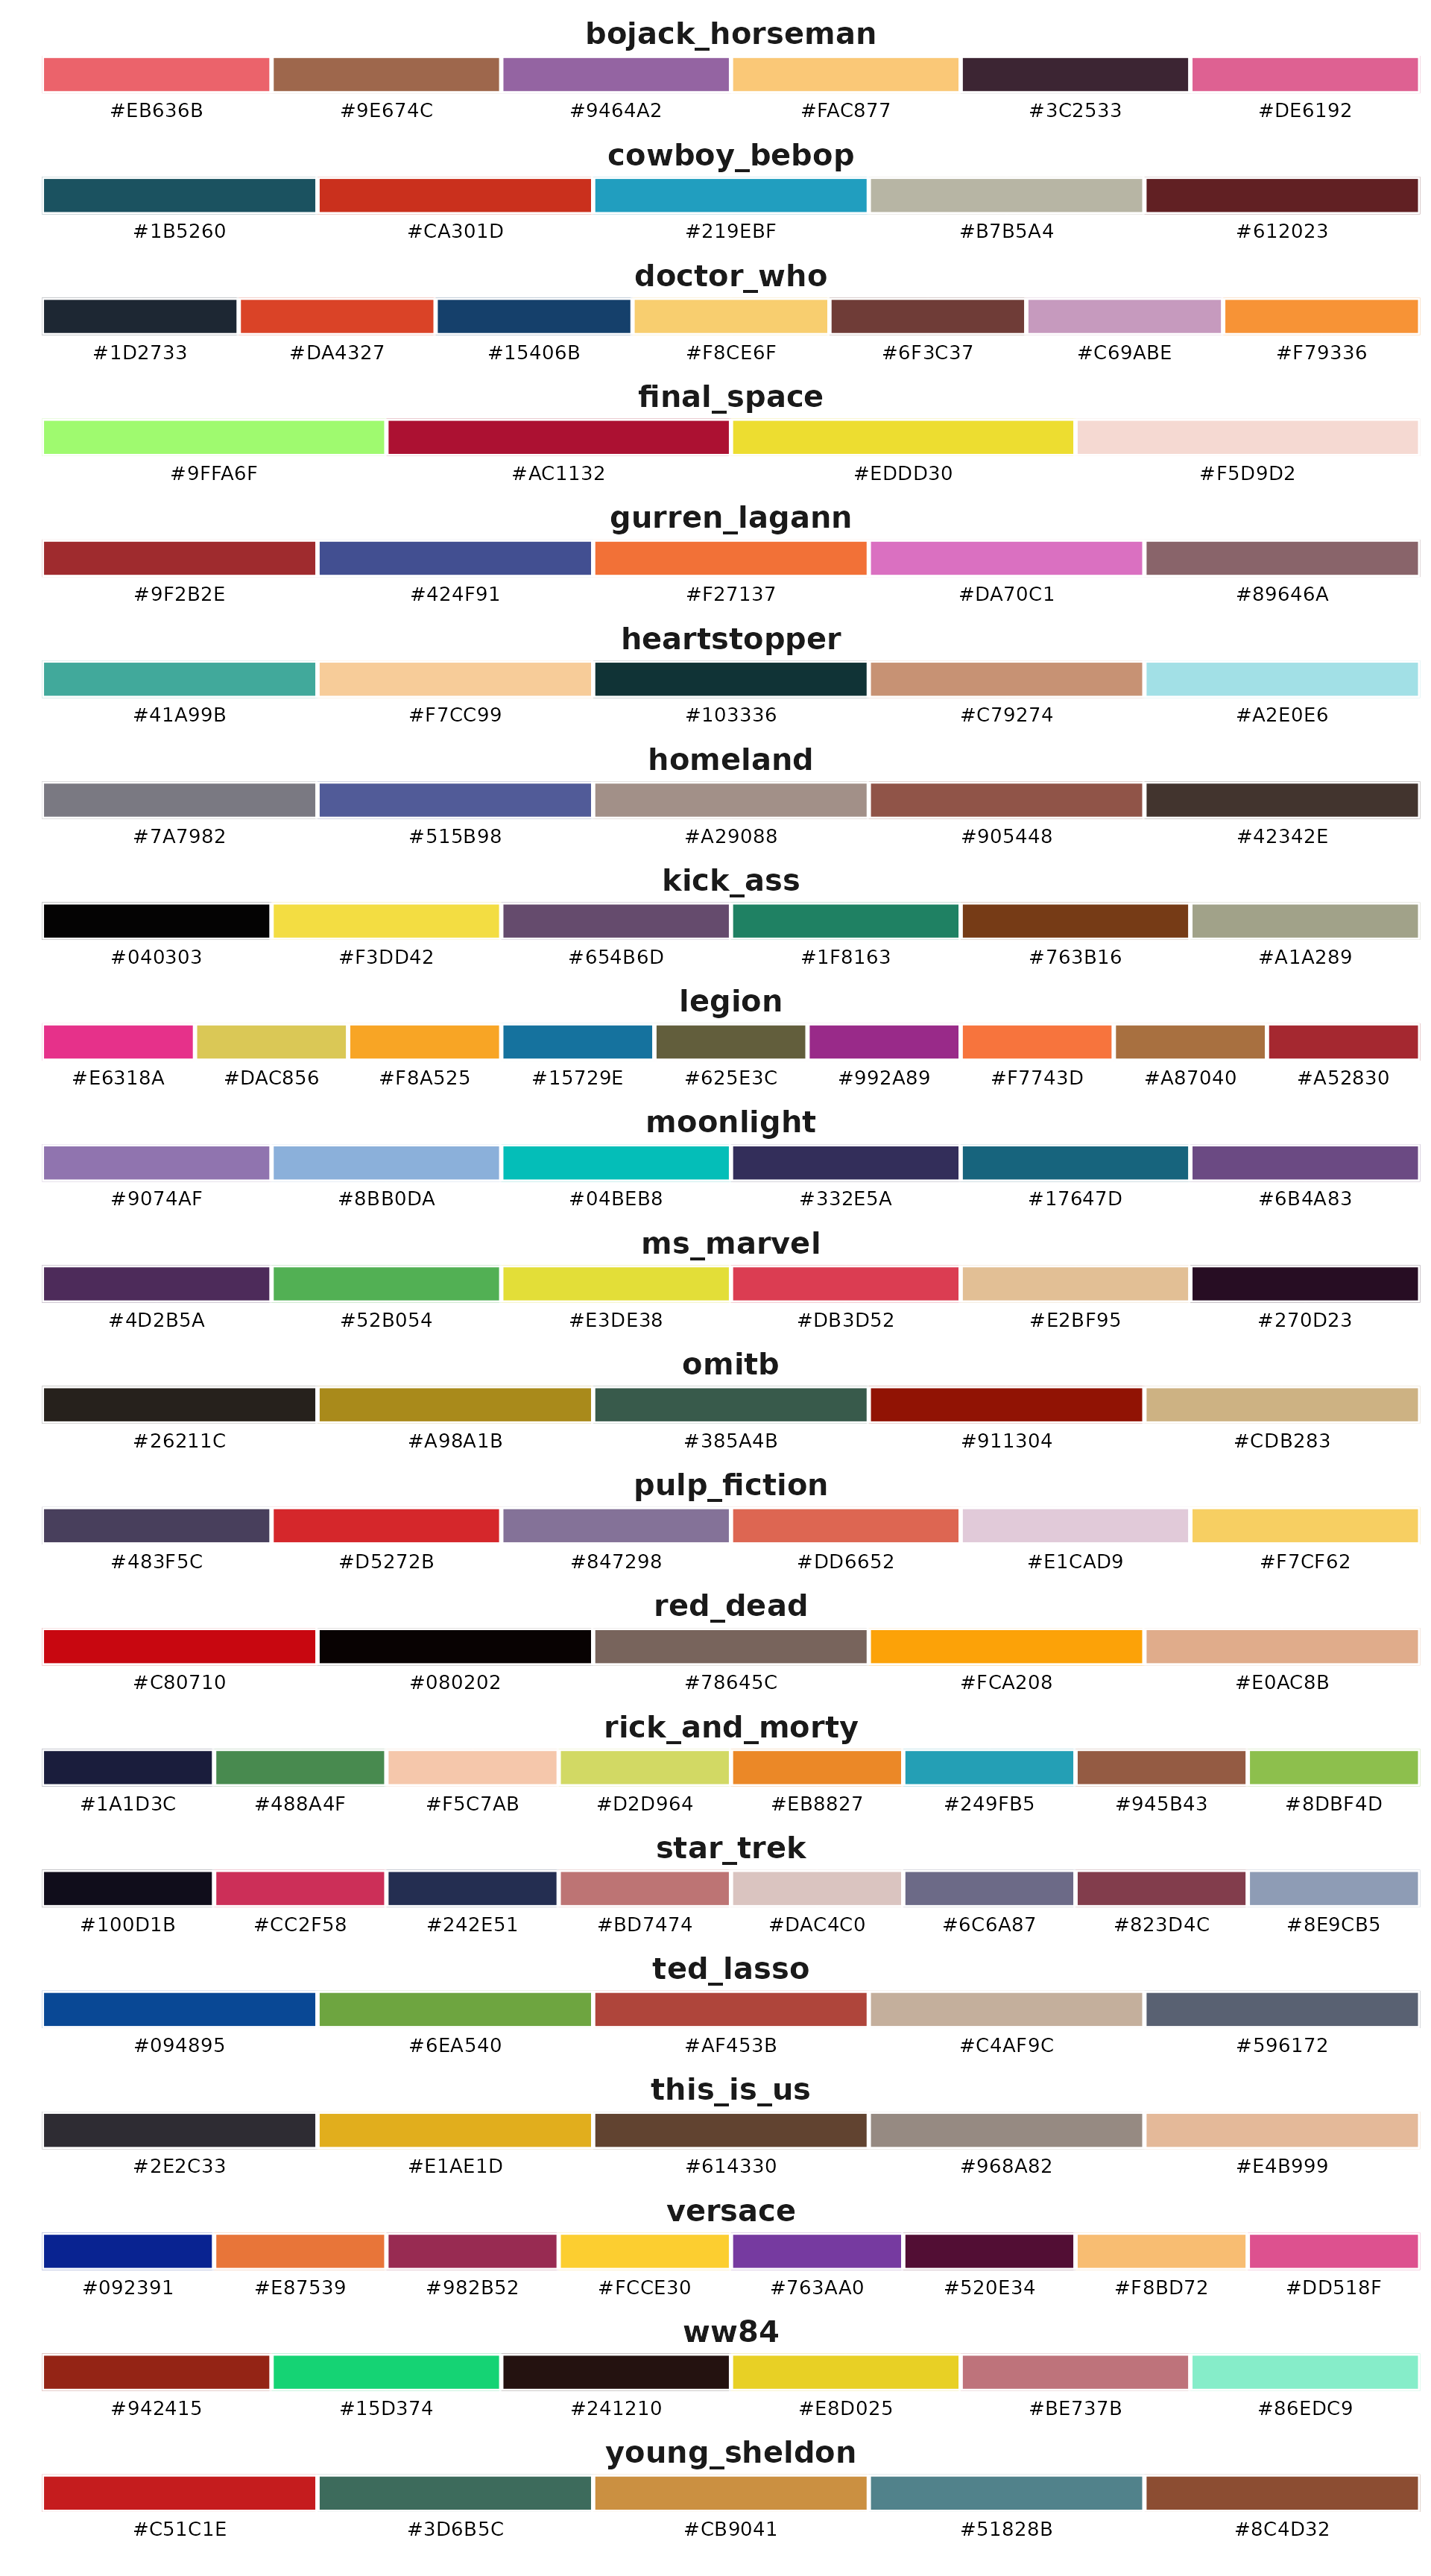 bojack_horseman
#EB636B #9E674C #9464A2 #FAC877 #3C2533 #DE6192
cowboy_bebop
#1B5260 #CA301D #219EBF #B7B5A4 #612023
doctor_who
#1D2733 #DA4327 #15406B #F8CE6F #6F3C37 #C69ABE #F79336
final_space
#9FFA6F #AC1132 #EDDD30 #F5D9D2
gurren_lagann
#9F2B2E #424F91 #F27137 #DA70C1 #89646A
heartstopper
#41A99B #F7CC99 #103336 #C79274 #A2E0E6
homeland
#7A7982 #515B98 #A29088 #905448 #42342E
kick_ass
#040303 #F3DD42 #654B6D #1F8163 #763B16 #A1A289
legion
#E6318A #DAC856 #F8A525 #15729E #625E3C #992A89 #F7743D #A87040 #A52830
moonlight
#9074AF #8BB0DA #04BEB8 #332E5A #17647D #6B4A83
ms_marvel
#4D2B5A #52B054 #E3DE38 #DB3D52 #E2BF95 #270D23
omitb
#26211C #A98A1B #385A4B #911304 #CDB283
pulp_fiction
#483F5C #D5272B #847298 #DD6652 #E1CAD9 #F7CF62
red_dead
#C80710 #080202 #78645C #FCA208 #E0AC8B
rick_and_morty
#1A1D3C #488A4F #F5C7AB #D2D964 #EB8827 #249FB5 #945B43 #8DBF4D
star_trek
#100D1B #CC2F58 #242E51 #BD7474 #DAC4C0 #6C6A87 #823D4C #8E9CB5
ted_lasso
#094895 #6EA540 #AF453B #C4AF9C #596172
this_is_us
#2E2C33 #E1AE1D #614330 #968A82 #E4B999
versace
#092391 #E87539 #982B52 #FCCE30 #763AA0 #520E34 #F8BD72 #DD518F
ww84
#942415 #15D374 #241210 #E8D025 #BE737B #86EDC9
young_sheldon
#C51C1E #3D6B5C #CB9041 #51828B #8C4D32